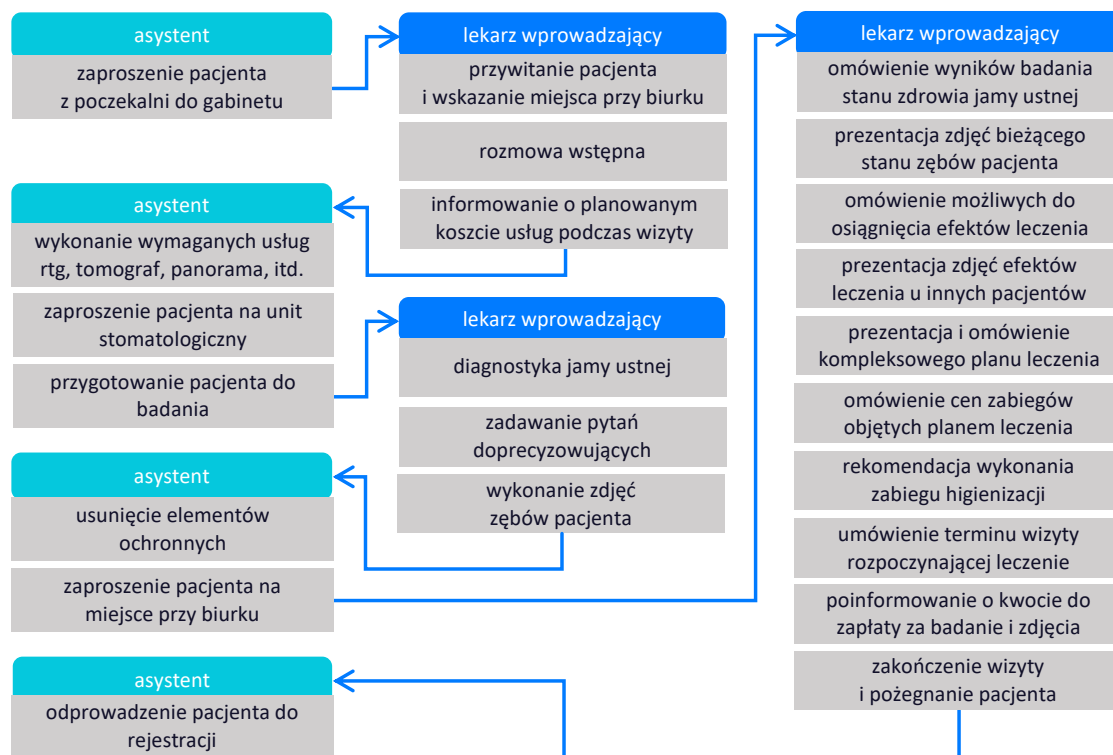 asystent
zaproszenie pacjenta
z poczekalni do gabinetu
lekarz wprowadzający
przywitanie pacjenta
i wskazanie miejsca przy biurku
rozmowa wstępna
informowanie o planowanym
koszcie usług podczas wizyty
asystent
wykonanie wymaganych usług
rtg, tomograf, panorama, itd.
zaproszenie pacjenta na unit
stomatologiczny
przygotowanie pacjenta do
badania
lekarz wprowadzający
diagnostyka jamy ustnej
zadawanie pytań
doprecyzowujących
wykonanie zdjęć
zębów pacjenta
asystent
usunięcie elementów
ochronnych
zaproszenie pacjenta na
miejsce przy biurku
lekarz wprowadzający
omówienie wyników badania
stanu zdrowia jamy ustnej
prezentacja zdjęć bieżącego
stanu zębów pacjenta
omówienie możliwych do
osiągnięcia efektów leczenia
prezentacja zdjęć efektów
leczenia u innych pacjentów
prezentacja i omówienie
kompleksowego planu leczenia
omówienie cen zabiegów
objętych planem leczenia
rekomendacja wykonania
zabiegu higienizacji
umówienie terminu wizyty
rozpoczynającej leczenie
poinformowanie o kwocie do
zapłaty za badanie i zdjęcia
zakończenie wizyty
i pożegnanie pacjenta
asystent
odprowadzenie pacjenta do
rejestracji